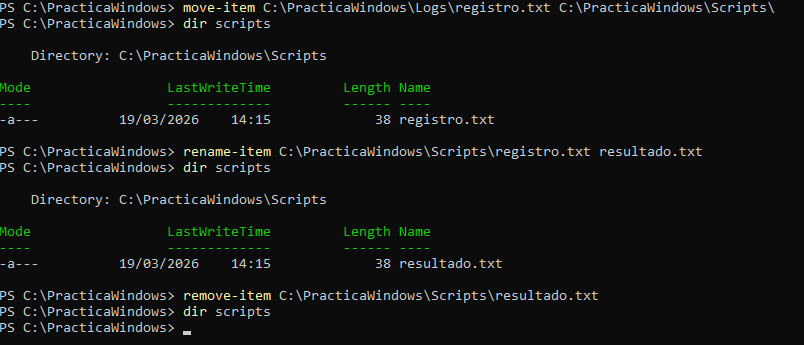 PS C:\PracticaWindows> move-item C:\PracticaWindows\Logs\registro.txt C:\PracticaWindows\Scripts\
PS C:\PracticaWindows> dir scripts
Directory: C:\PracticaWindows\Scripts
Mode LastWriteTime Length Name
---- ------------- ------ ----
-a--- 19/03/2026 14:15 38 registro.txt
PS C:\PracticaWindows> rename-item C:\PracticaWindows\Scripts\registro.txt resultado.txt
PS C:\PracticaWindows> dir scripts
Directory: C:\PracticaWindows\Scripts
Mode LastWriteTime Length Name
---- ------------- ------ ----
-a--- 19/03/2026 14:15 38 resultado.txt
PS C:\PracticaWindows> remove-item C:\PracticaWindows\Scripts\resultado.txt
PS C:\PracticaWindows> dir scripts
PS C:\PracticaWindows>